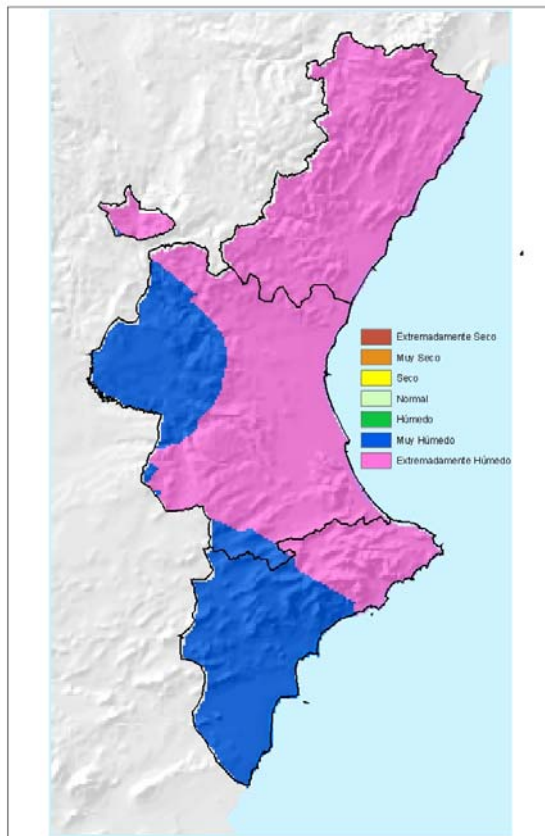 Extremadamente Seco
Muy Seco
Seco
Normal
Húmedo
Muy Húmedo
Extremadamente Húmedo